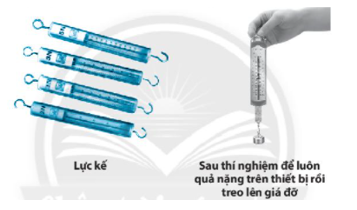 Lực kế
Sau thí nghiệm để luôn
quả nặng trên thiết bị rồi
treo lên giá đỡ